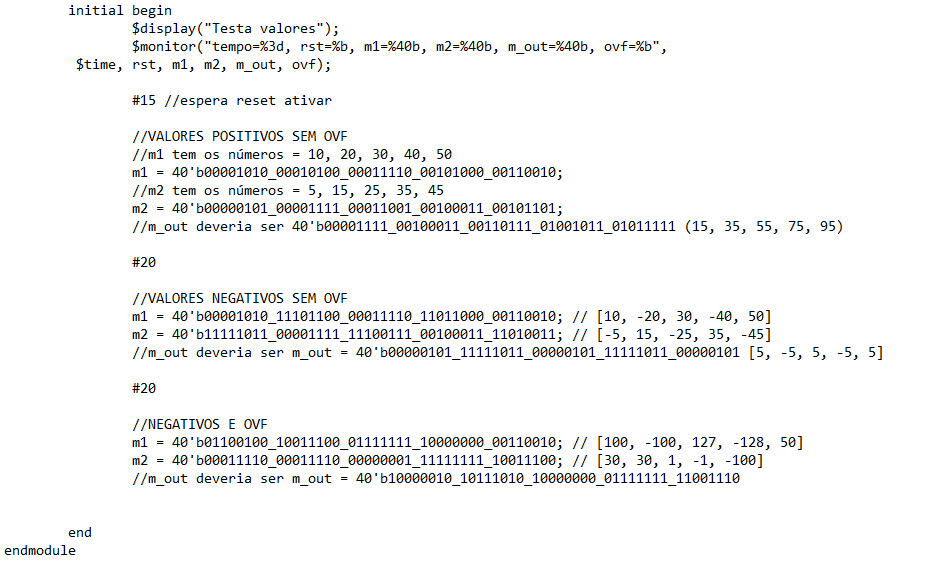 initial begin
$display("Testa valores");
$monitor("tempo=%3d, rst=%b, m1=%40b, m2=%40b, m_out=%40b, ovf=%b",
$time, rst, m1, m2, m_out, ovf);
#15 //espera reset ativar
//VALORES POSITIVOS SEM OVF
//m1 tem os números = 10, 20, 30, 40, 50
m1 = 40'b00001010_00010100_00011110_00101000_00110010;
//m2 tem os números = 5, 15, 25, 35, 45
m2 = 40'b00000101_00001111_00011001_00100011_00101101;
//m_out deveria ser 40'b00001111_00100011_00110111_01001011_01011111 (15, 35, 55, 75, 95)
#20
//VALORES NEGATIVOS SEM OVF
m1 = 40'b00001010_11101100_00011110_11011000_00110010; // [10, -20, 30, -40, 50]
m2 = 40'b11111011_00001111_11100111_00100011_11010011; // [-5, 15, -25, 35, -45]
//m_out deveria ser m_out = 40'b00000101_11111011_00000101_11111011_00000101 [5, -5, 5, -5, 5]
#20
//NEGATIVOS E OVF
m1 = 40'b01100100_10011100_01111111_10000000_00110010; // [100, -100, 127, -128, 50]
m2 = 40'b00011110_00011110_00000001_11111111_10011100; // [30, 30, 1, -1, -100]
//m_out deveria ser m_out = 40'b10000010_10111010_10000000_01111111_11001110
end
endmodule